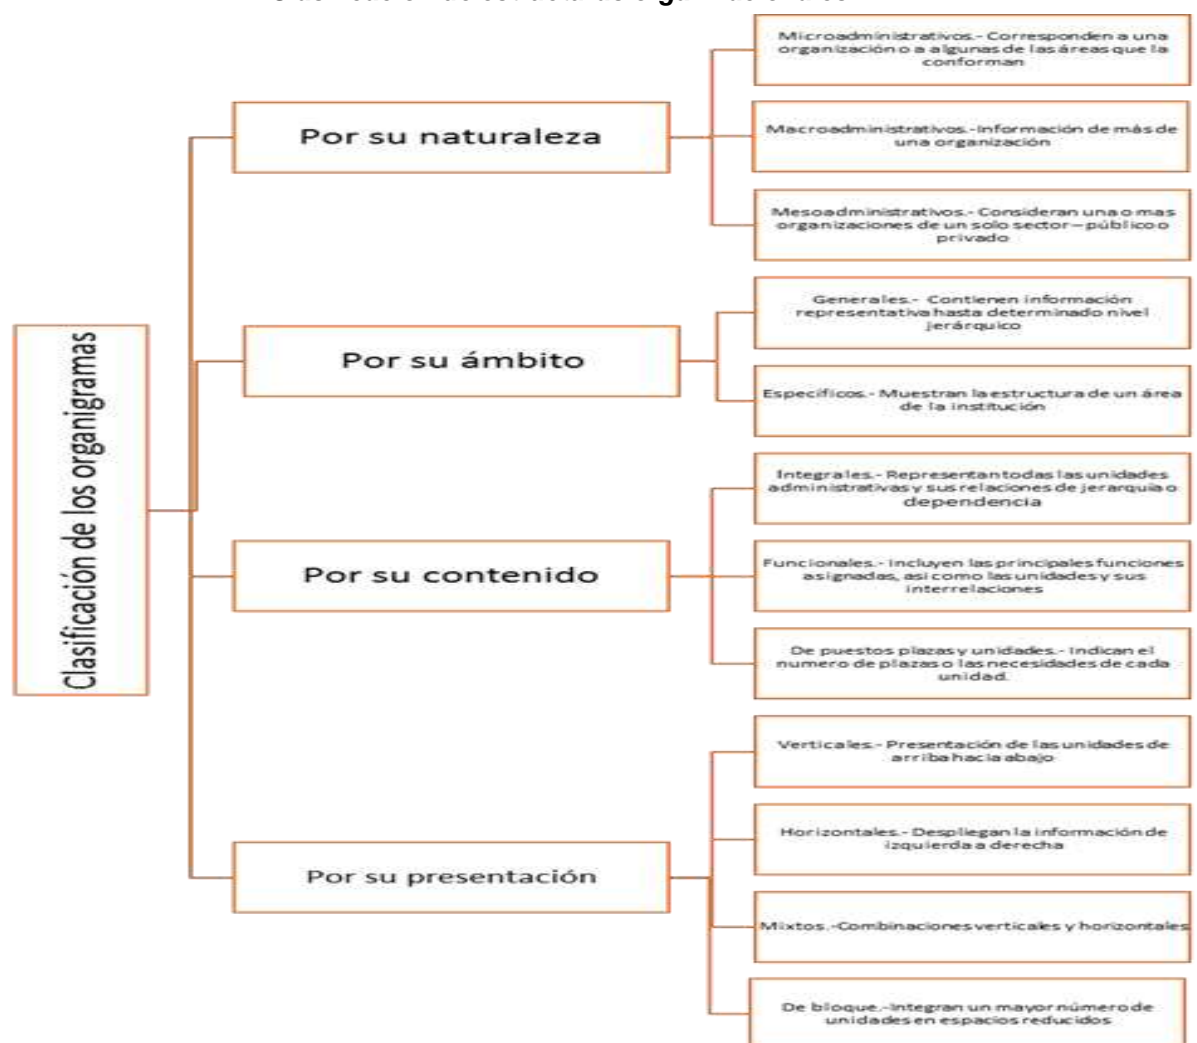 Clasificación de los organigramas
Por su naturaleza
Microadministrativos.- Corresponden a una
organización o a algunas de las áreas que la
conforman
Macroadministrativos.-Información de más de
una organización
Mesoadministrativos.- Consideran una o mas
organizaciones de un solo sector – público o
privado
Por su ámbito
Generales.- Contienen información
representativa hasta determinado nivel
jerárquico
Específicos.- Muestran la estructura de un área
de la institución
Por su contenido
Integrales.- Representan todas las unidades
administrativas y sus relaciones de jerarquía o
dependencia
Funcionales.- Incluyen las principales funciones
asignadas, así como las unidades y sus
interrelaciones
De puestos plazas y unidades.- Indican el
numero de plazas o las necesidades de cada
unidad.
Por su presentación
Verticales.- Presentación de las unidades de
arriba hacia abajo
Horizontales.- Despliegan la información de
izquierda a derecha
Mixtos.-Combinaciones verticales y horizontales
De bloque.-Integran un mayor número de
unidades en espacios reducidos